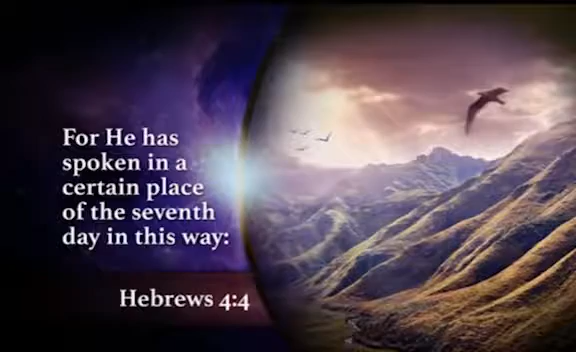 For He has
spoken in a
certain place
of the seventh
day in this way:
Hebrews 4:4